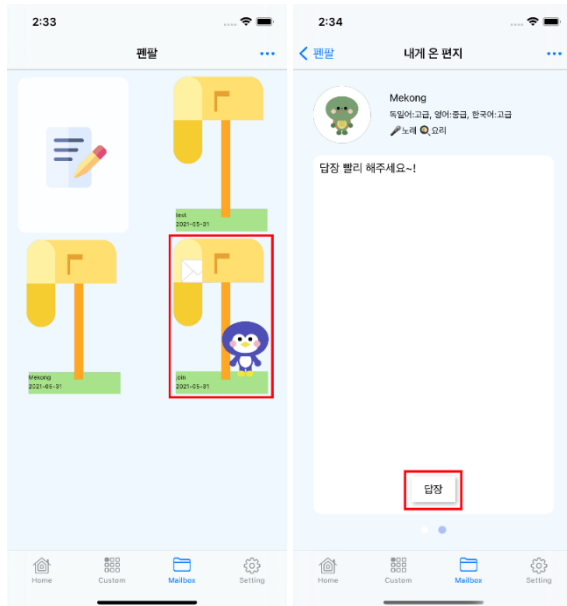 2:33
펜팔
test
2021-05-31
Mekong
2021-05-31
join
2021-05-31
Home
Custom
Mailbox
Setting
2:34
펜팔
내게 온 편지
Mekong
독일어:고급, 영어:중급, 한국어:고급
노래 요리
답장 빨리 해주세요~!
답장
Home
Custom
Mailbox
Setting